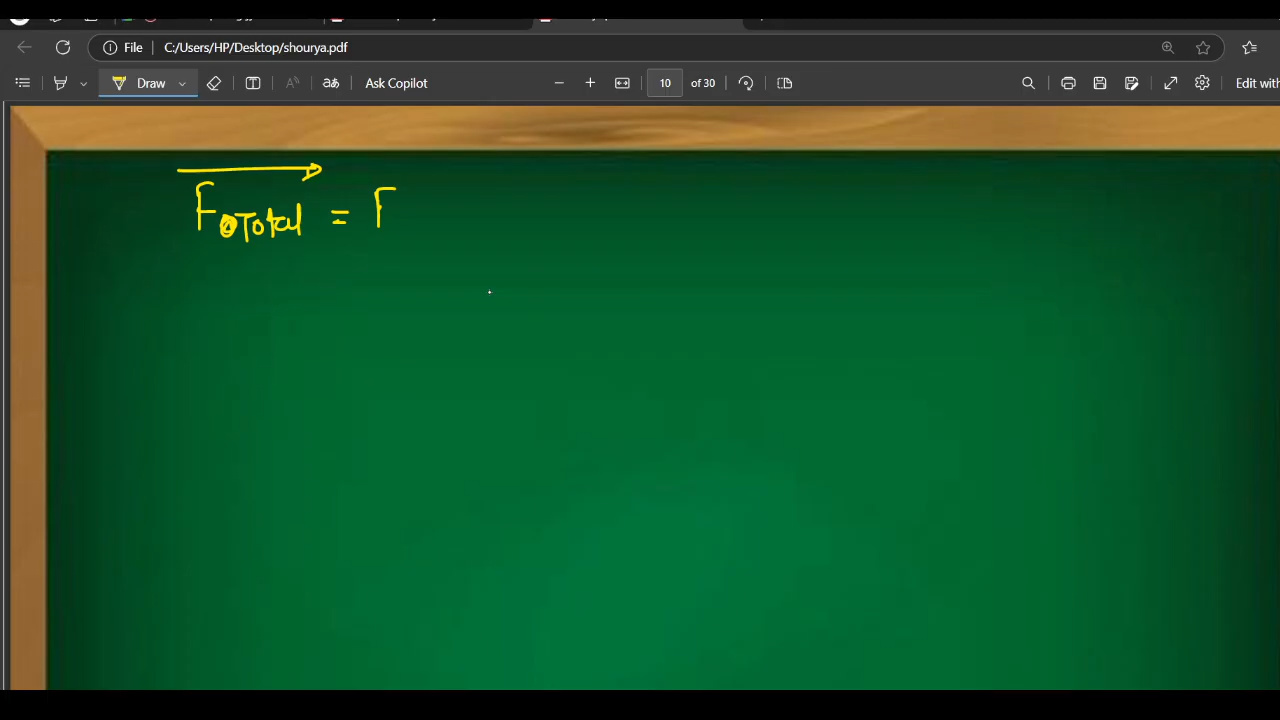 File C:/Users/HP/Desktop/shourya.pdf
Draw Ask Copilot 10 of 30 Edit with
F Total = F